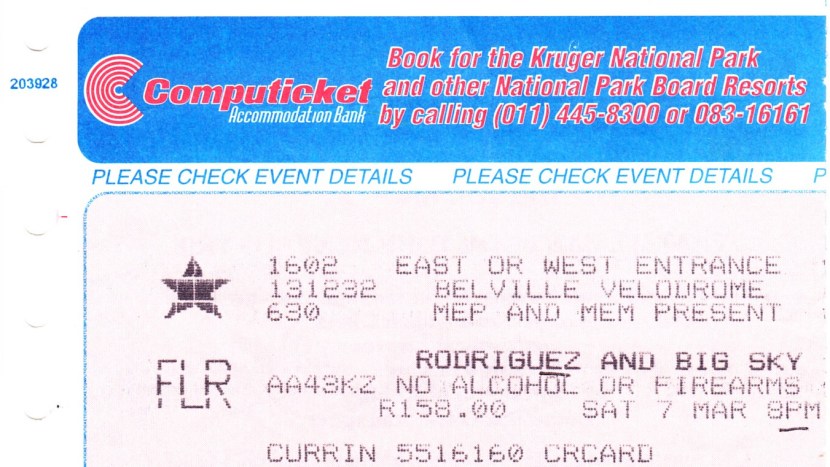 203928
Computicket
Accommodation Bank
Book for the Kruger National Park
and other National Park Board Resorts
by calling (011) 445-8300 or 083-16161
PLEASE CHECK EVENT DETAILS PLEASE CHECK EVENT DETAILS P
1602 EAST OR WEST ENTRANCE
131232 BELVILLE VELODROME
630 MEP AND MEM PRESENT
RODRIGUEZ AND BIG SKY
FLR AA43KZ NO ALCOHOL OR FIREARMS
R158.00 SAT 7 MAR 8PM
CURRIN 5516160 CRCARD